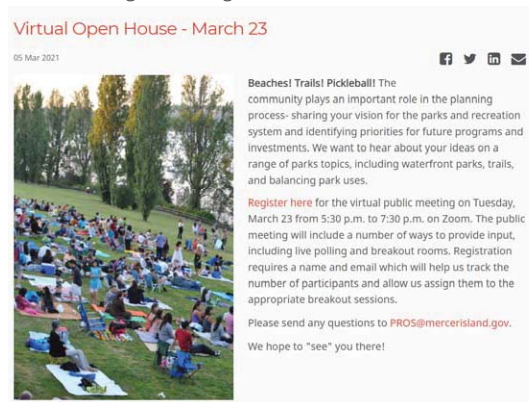 Virtual Open House - March 23
05 Mar 2021
Beaches! Trails! Pickleball! The
community plays an important role in the planning
process- sharing your vision for the parks and recreation
system and identifying priorities for future programs and
investments. We want to hear about your ideas on a
range of parks topics, including waterfront parks, trails,
and balancing park uses.
Register here for the virtual public meeting on Tuesday,
March 23 from 5:30 p.m. to 7:30 p.m. on Zoom. The public
meeting will include a number of ways to provide input,
including live polling and breakout rooms. Registration
requires a name and email which will help us track the
number of participants and allow us assign them to the
appropriate breakout sessions.
Please send any questions to PROS@mercerisland.gov.
We hope to "see" you there!